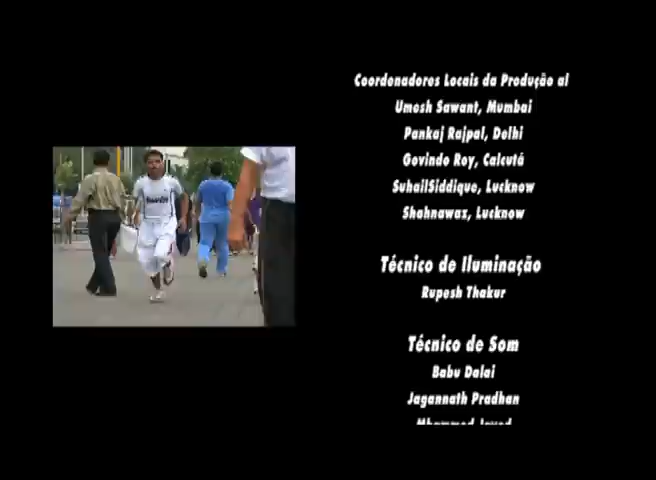 Coordenadores Locais da Produção al
Umesh Sawant, Mumbai
Pankaj Rajpal, Delhi
Govindo Roy, Calcutá
SuhailSiddique, Lucknow
Shahnawaz, Lucknow
Técnico de Iluminação
Rupesh Thakur
Técnico de Som
Babu Dalai
Jagannath Pradhan